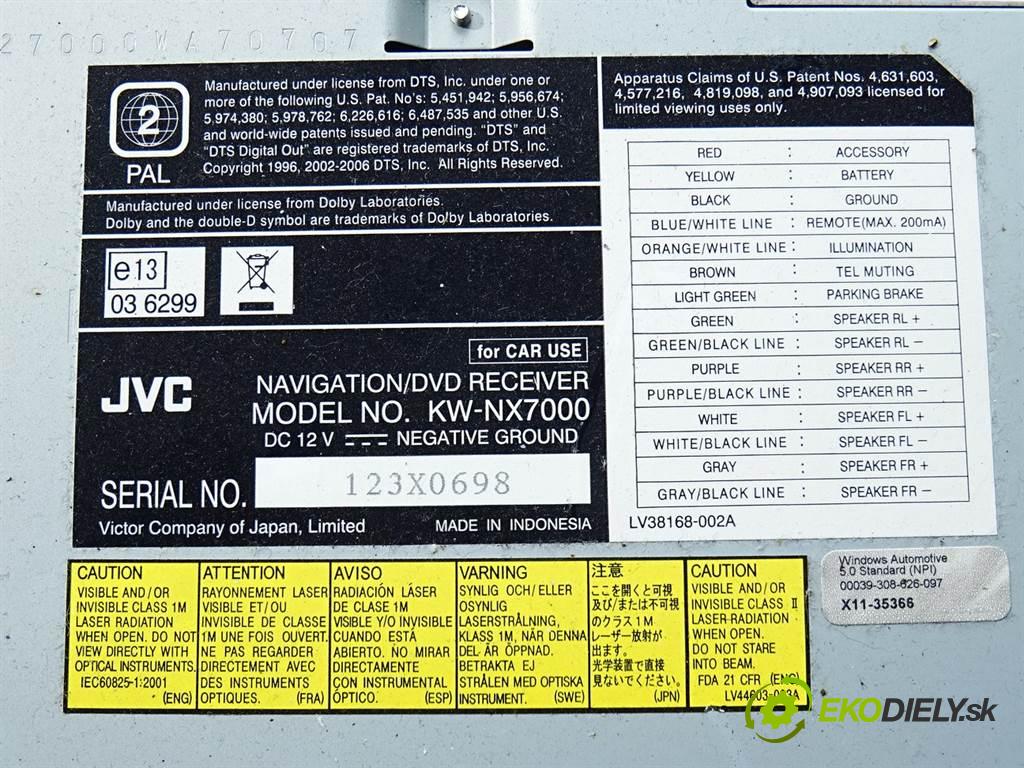 27000WA70707
2
PAL
Manufactured under license from DTS, Inc. under one or
more of the following U.S. Pat. No's: 5,451,942; 5,956,674;
5,974,380; 5,978,762; 6,226,616; 6,487,535 and other U.S.
and world-wide patents issued and pending. “DTS” and
“DTS Digital Out” are registered trademarks of DTS, Inc.
Copyright 1996, 2002-2006 DTS, Inc. All Rights Reserved.
Manufactured under license from Dolby Laboratories.
Dolby and the double-D symbol are trademarks of Dolby Laboratories.
e13
03 6299
for CAR USE
JVC
NAVIGATION/DVD RECEIVER
MODEL NO. KW-NX7000
DC 12 V NEGATIVE GROUND
SERIAL NO. 123X0698
Victor Company of Japan, Limited MADE IN INDONESIA
Apparatus Claims of U.S. Patent Nos. 4,631,603,
4,577,216, 4,819,098, and 4,907,093 licensed for
limited viewing uses only.
RED : ACCESSORY
YELLOW : BATTERY
BLACK : GROUND
BLUE/WHITE LINE : REMOTE(MAX. 200mA)
ORANGE/WHITE LINE : ILLUMINATION
BROWN : TEL MUTING
LIGHT GREEN : PARKING BRAKE
GREEN : SPEAKER RL +
GREEN/BLACK LINE : SPEAKER RL −
PURPLE : SPEAKER RR +
PURPLE/BLACK LINE : SPEAKER RR −
WHITE : SPEAKER FL +
WHITE/BLACK LINE : SPEAKER FL −
GRAY : SPEAKER FR +
GRAY/BLACK LINE : SPEAKER FR −
LV38168-002A
CAUTION
VISIBLE AND / OR
INVISIBLE CLASS 1M
LASER RADIATION
WHEN OPEN. DO NOT
VIEW DIRECTLY WITH
OPTICAL INSTRUMENTS.
IEC60825-1:2001
(ENG)
ATTENTION
RAYONNEMENT LASER
VISIBLE ET/OU
INVISIBLE DE CLASSE
1M UNE FOIS OUVERT.
NE PAS REGARDER
DIRECTEMENT AVEC
DES INSTRUMENTS
OPTIQUES. (FRA)
AVISO
RADIACIÓN LÁSER
DE CLASE 1M
VISIBLE Y/O INVISIBLE
CUANDO ESTÁ
ABIERTO. NO MIRAR
DIRECTAMENTE
CON INSTRUMENTAL
ÓPTICO. (ESP)
VARNING
SYNLIG OCH/ELLER
OSYNLIG
LASERSTRÅLNING,
KLASS 1M, NÄR DENNA
DEL ÄR ÖPPNAD.
BETRAKTA EJ
STRÅLEN MED OPTISKA
INSTRUMENT. (SWE)
注意
ここを開くと可視
及び/または不可視
のクラス1M
レーザー放射が
出ます。
光学装置で直接
見ないでください。
(JPN)
CAUTION
VISIBLE AND / OR
INVISIBLE CLASS II
LASER RADIATION
WHEN OPEN.
DO NOT STARE
INTO BEAM.
FDA 21 CFR (ENG)
LV44603-003A
Windows Automotive
5.0 Standard (NPI)
00039-308-626-097
X11-35366
EKODIELY.sk